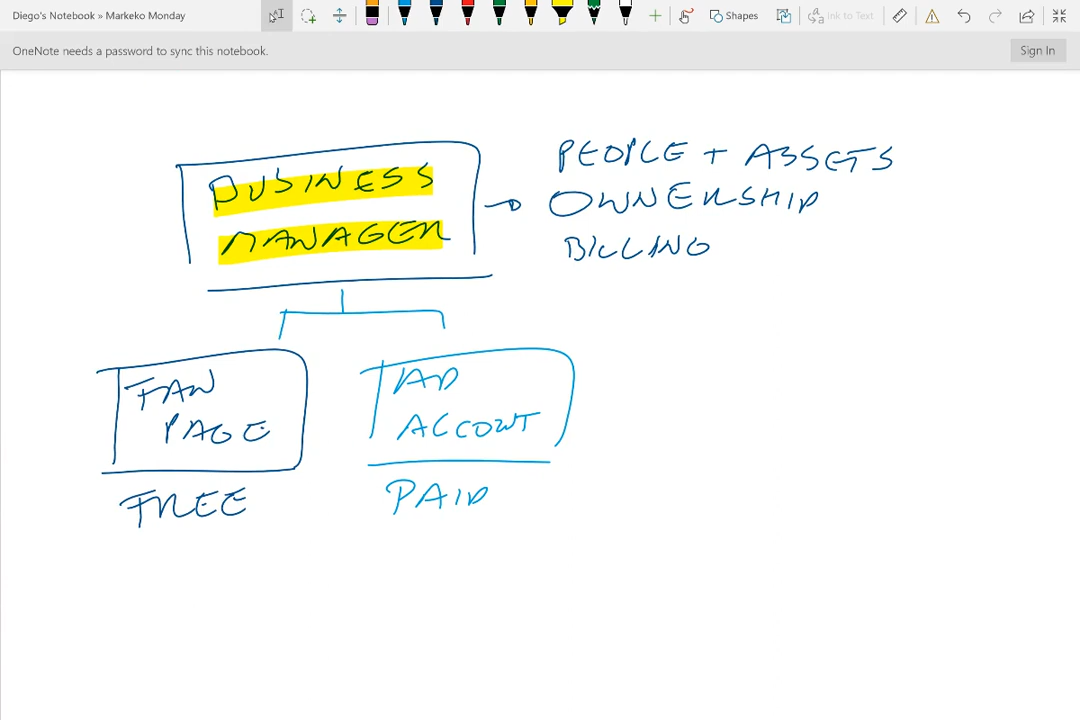 Diego's Notebook » Markeko Monday
Shapes
Ink to Text
OneNote needs a password to sync this notebook.
Sign In
BUSINESS
MANAGER
PEOPLE + ASSETS
OWNERSHIP
BILLING
FAN
PAGE
FREE
AD
ACCOUNT
PAID